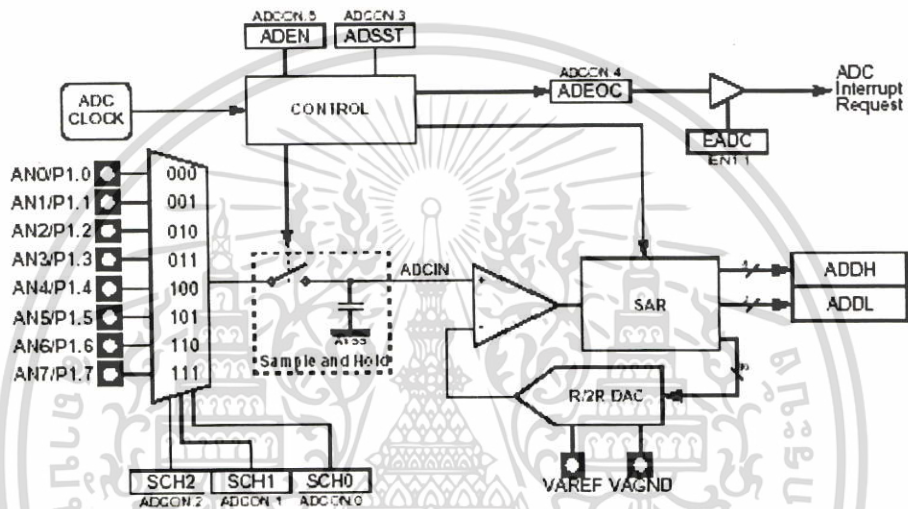 ADCON.5
ADCON.3
ADEN
ADSST
ADC
CLOCK
CONTROL
ADCON.4
ADEOC
ADC
Interrupt
Request
EADC
EN1.1
AN0/P1.0
AN1/P1.1
AN2/P1.2
AN3/P1.3
AN4/P1.4
AN5/P1.5
AN6/P1.6
AN7/P1.7
000
001
010
011
100
101
110
111
ADCIN
AVSS
Sample and Hold
+
-
SAR
ADDH
ADDL
R/2R DAC
VAREF
VAGND
SCH2
SCH1
SCH0
ADCON.2
ADCON.1
ADCON.0